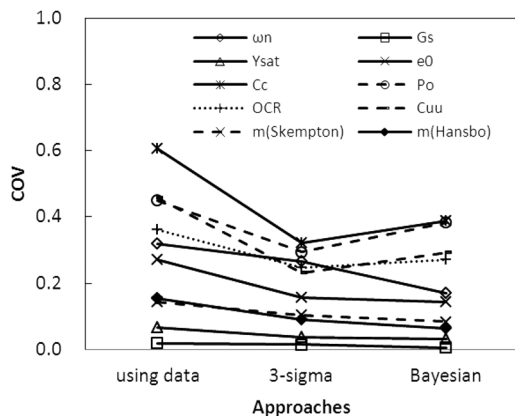 1.0
0.8
0.6
0.4
0.2
0.0
COV
ωn Gs
Ysat e0
Cc Po
OCR Cuu
m(Skempton) m(Hansbo)
using data 3-sigma Bayesian
Approaches